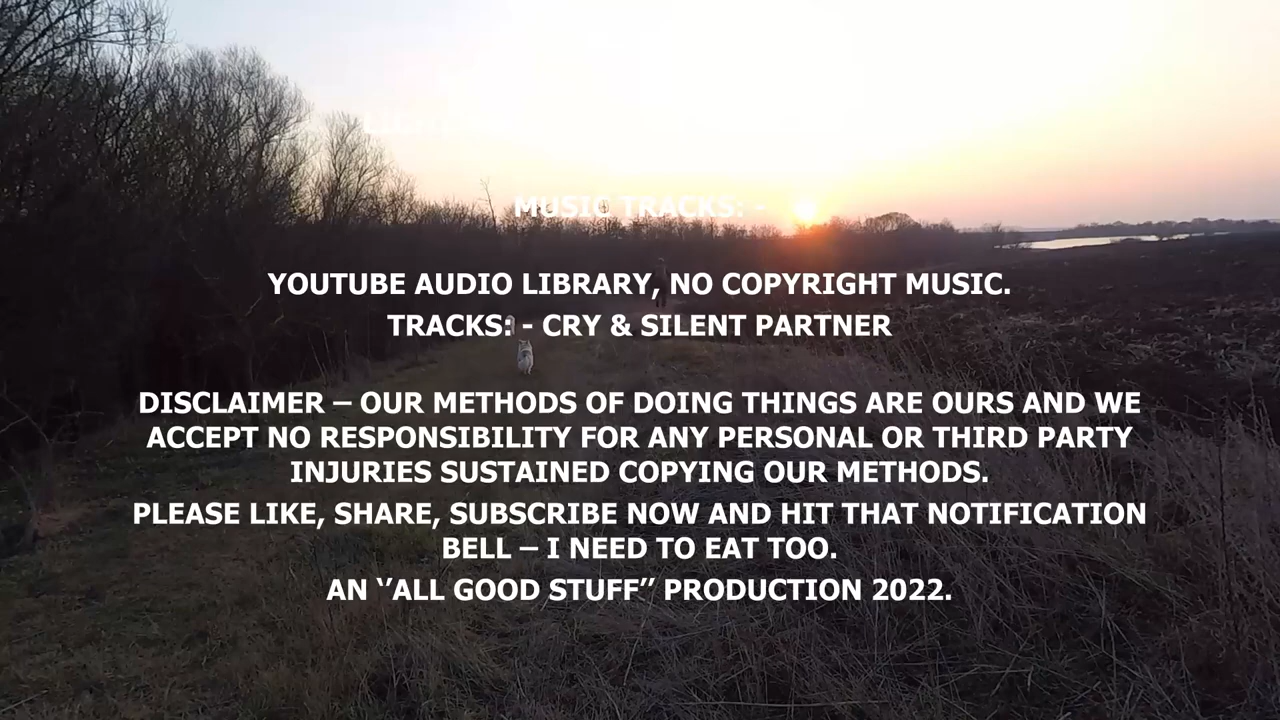 MUSIC TRACKS: -
YOUTUBE AUDIO LIBRARY, NO COPYRIGHT MUSIC.
TRACKS: - CRY & SILENT PARTNER
DISCLAIMER – OUR METHODS OF DOING THINGS ARE OURS AND WE
ACCEPT NO RESPONSIBILITY FOR ANY PERSONAL OR THIRD PARTY
INJURIES SUSTAINED COPYING OUR METHODS.
PLEASE LIKE, SHARE, SUBSCRIBE NOW AND HIT THAT NOTIFICATION
BELL – I NEED TO EAT TOO.
AN ‘’ALL GOOD STUFF’’ PRODUCTION 2022.